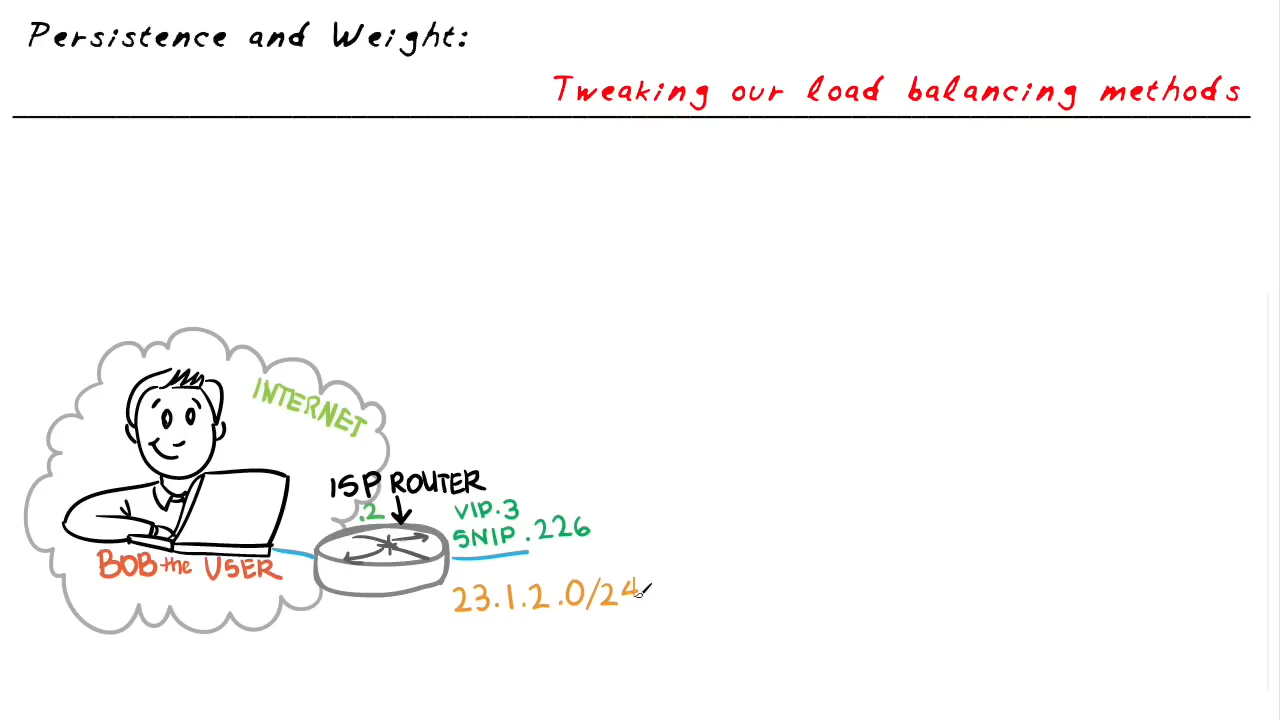 Persistence and Weight:
Tweaking our load balancing methods
INTERNET
ISP ROUTER
.2
VIP.3
SNIP.226
BOB the USER
23.1.2.0/24